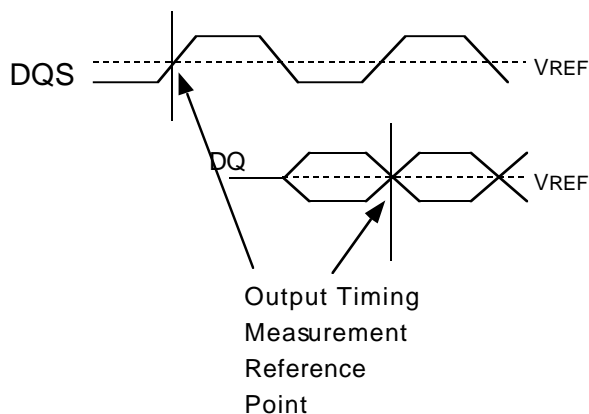 DQS
VREF
DQ
VREF
Output Timing
Measurement
Reference
Point